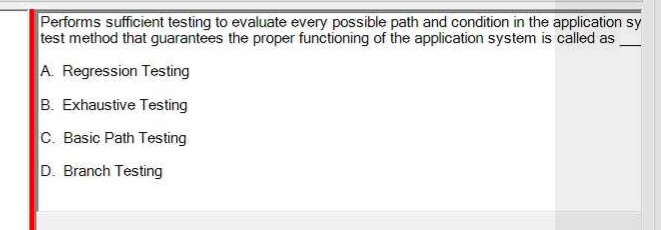 Performs sufficient testing to evaluate every possible path and condition in the application sy
test method that guarantees the proper functioning of the application system is called as ___
A. Regression Testing
B. Exhaustive Testing
C. Basic Path Testing
D. Branch Testing